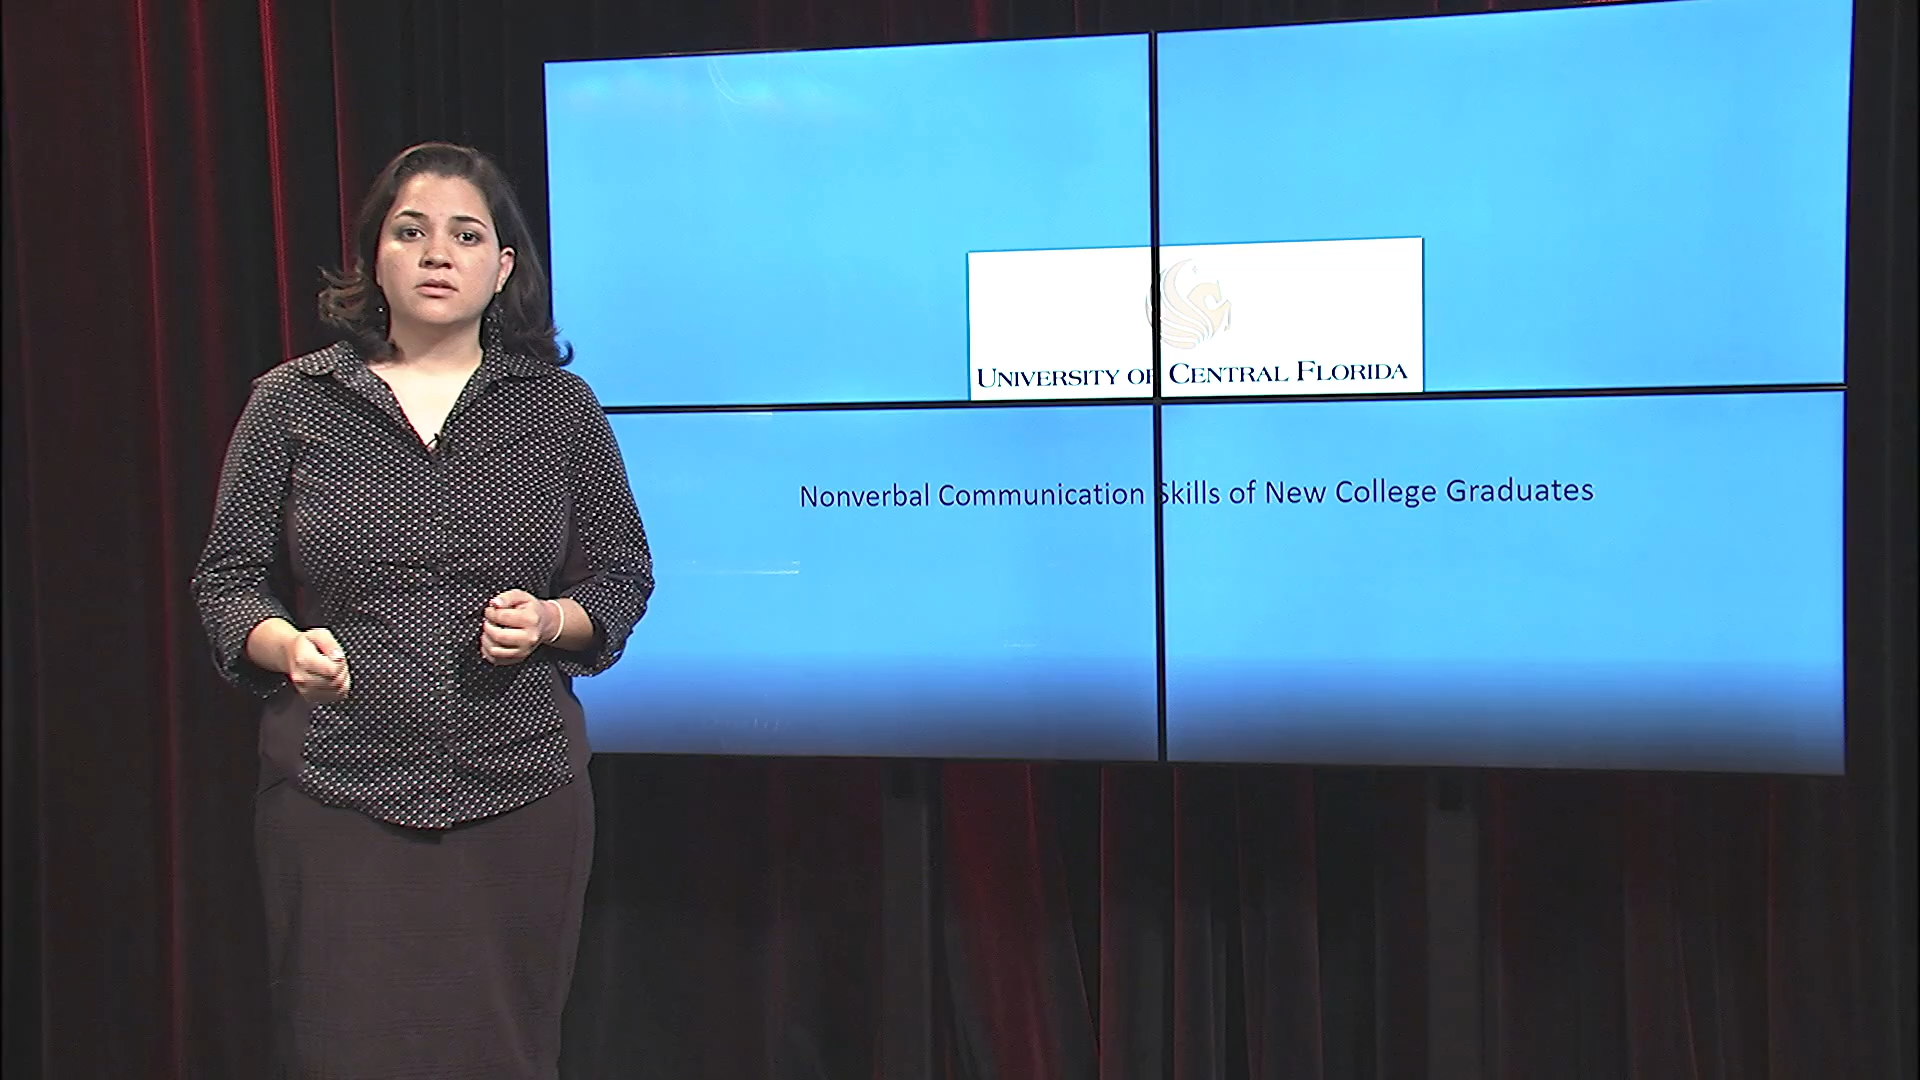 UNIVERSITY OF CENTRAL FLORIDA
Nonverbal Communication Skills of New College Graduates